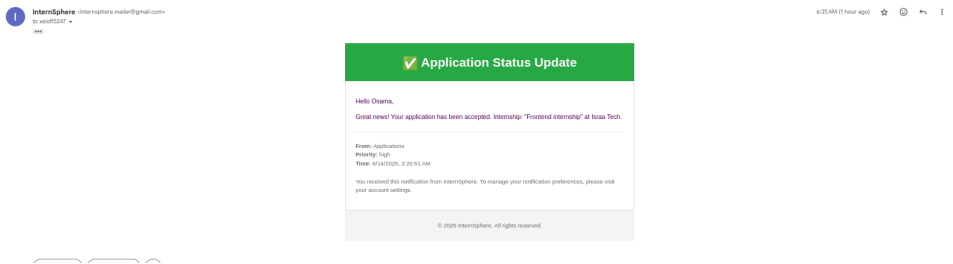 I
InternSphere <internsphere.mailer@gmail.com>
6:25 AM (1 hour ago)
to xelofi5247
✅ Application Status Update
Hello Osama,
Great news! Your application has been accepted. Internship: "Frontend internship" at Israa Tech.
From: Applications
Priority: high
Time: 6/14/2025, 3:25:51 AM
You received this notification from InternSphere. To manage your notification preferences, please visit
your account settings.
© 2025 InternSphere. All rights reserved.